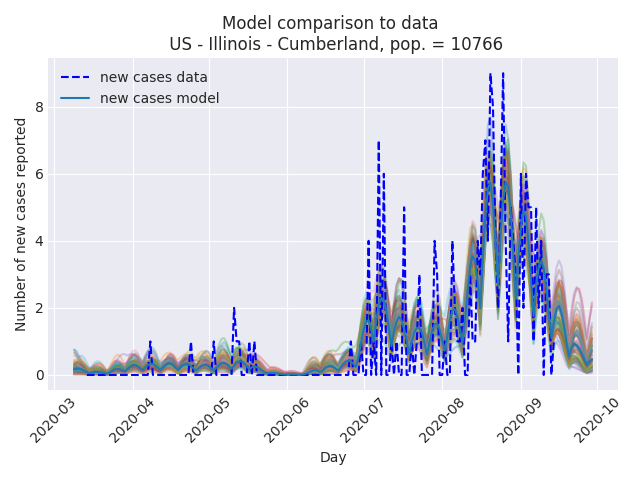 Model comparison to data
US - Illinois - Cumberland, pop. = 10766
new cases data
new cases model
Number of new cases reported
8
6
4
2
0
2020-03
2020-04
2020-05
2020-06
2020-07
2020-08
2020-09
2020-10
Day